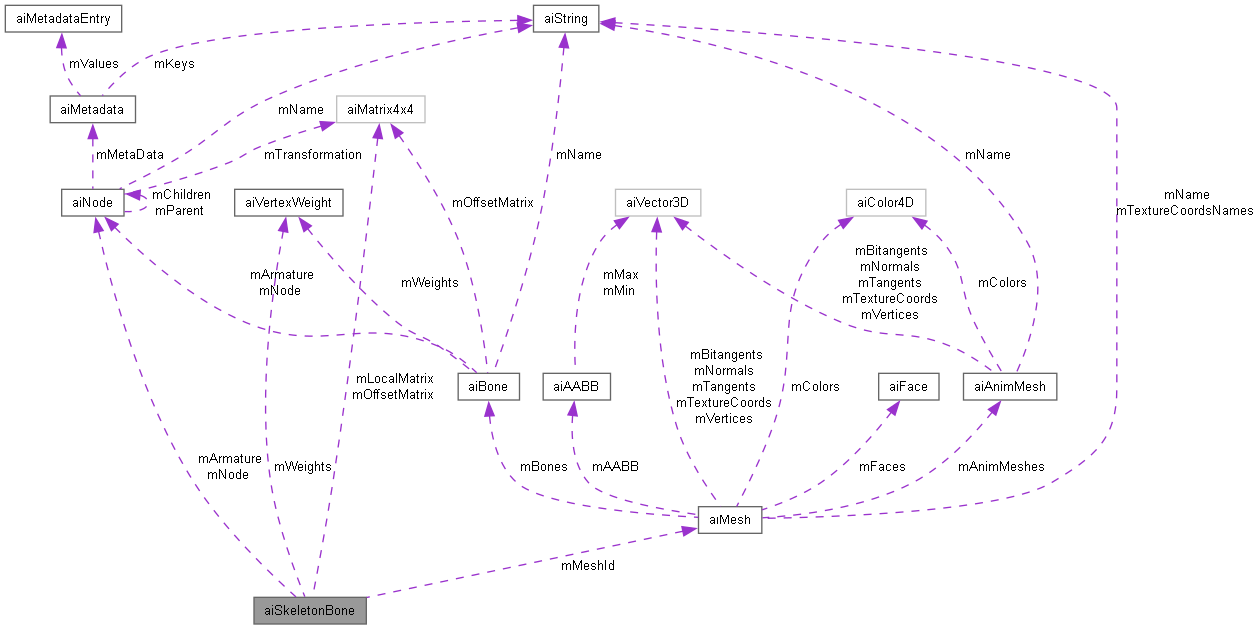 aiMetadataEntry
aiString
mValues
mKeys
aiMetadata
mName
aiMatrix4x4
mMetaData
mTransformation
mName
mName
aiNode
mChildren
mParent
aiVertexWeight
mOffsetMatrix
aiVector3D
aiColor4D
mName
mTextureCoordsNames
mArmature
mNode
mWeights
mMax
mMin
mBitangents
mNormals
mTangents
mTextureCoords
mVertices
mColors
mLocalMatrix
mOffsetMatrix
aiBone
aiAABB
mBitangents
mNormals
mTangents
mTextureCoords
mVertices
mColors
aiFace
aiAnimMesh
mArmature
mNode
mWeights
mBones
mAABB
mFaces
mAnimMeshes
aiMesh
mMeshId
aiSkeletonBone